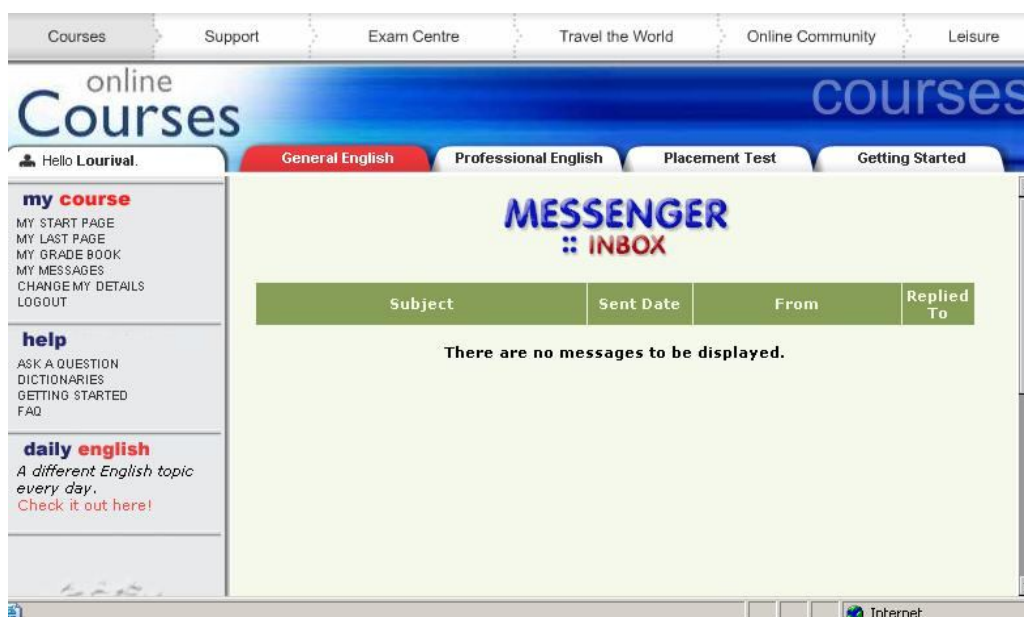 Courses Support Exam Centre Travel the World Online Community Leisure
online
Courses
courses
Hello Lourival.
General English Professional English Placement Test Getting Started
my course
MY START PAGE
MY LAST PAGE
MY GRADE BOOK
MY MESSAGES
CHANGE MY DETAILS
LOGOUT
help
ASK A QUESTION
DICTIONARIES
GETTING STARTED
FAQ
daily english
A different English topic
every day.
Check it out here!
MESSENGER
:: INBOX
Subject Sent Date From Replied To
There are no messages to be displayed.
Internet